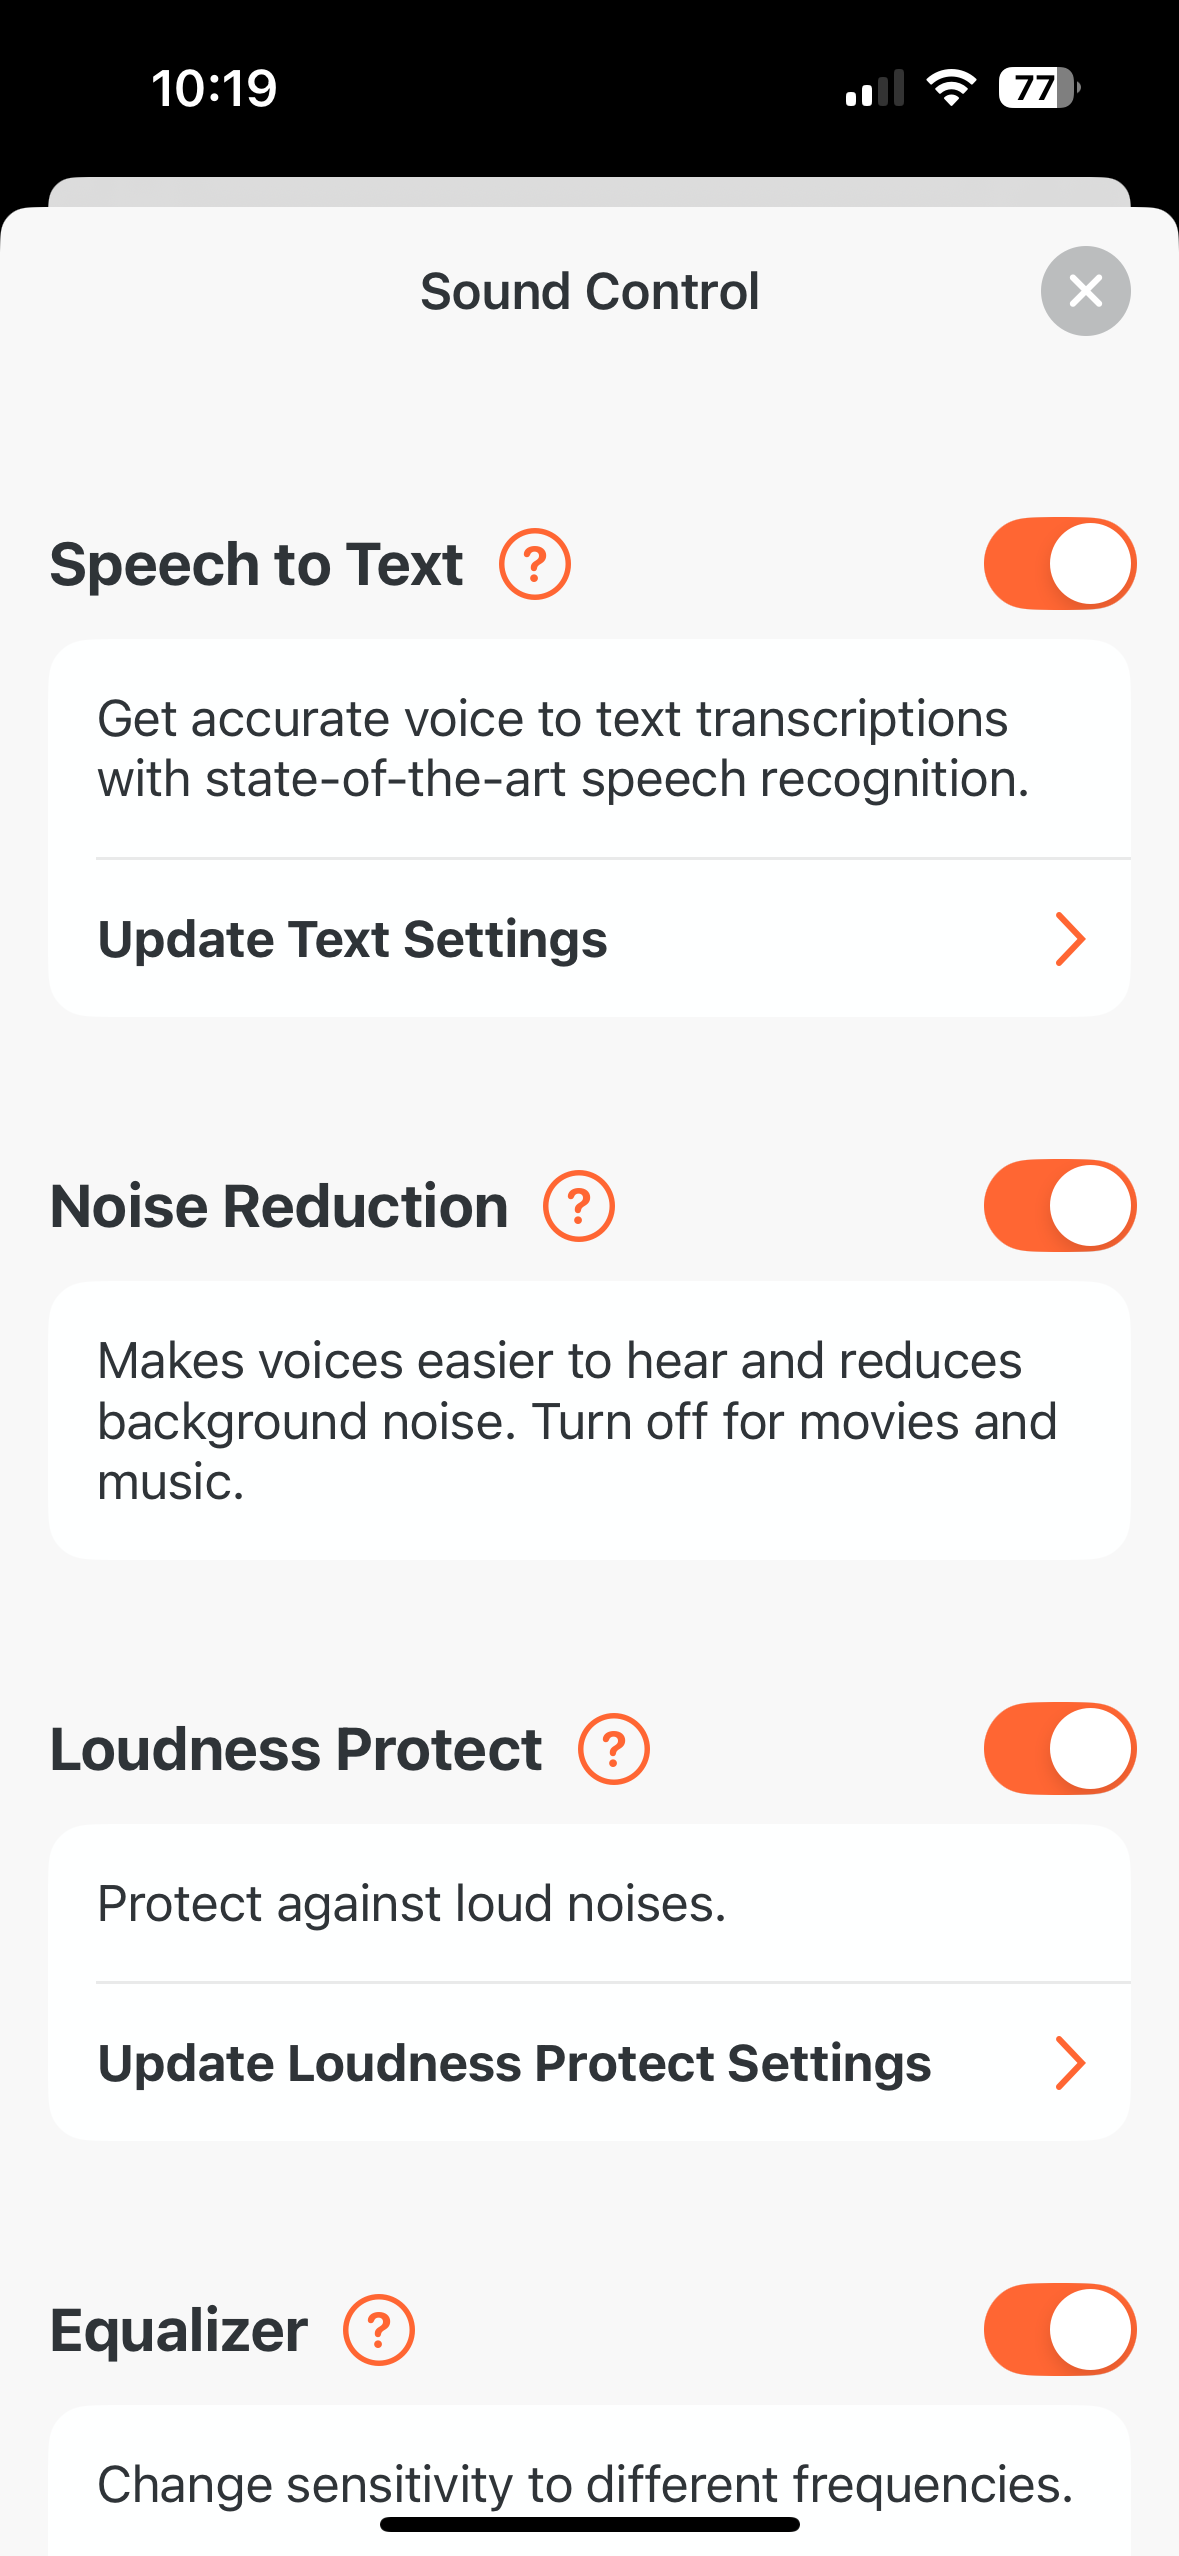 10:19
77
Sound Control
Speech to Text ?
Get accurate voice to text transcriptions
with state-of-the-art speech recognition.
Update Text Settings
Noise Reduction ?
Makes voices easier to hear and reduces
background noise. Turn off for movies and
music.
Loudness Protect ?
Protect against loud noises.
Update Loudness Protect Settings
Equalizer ?
Change sensitivity to different frequencies.